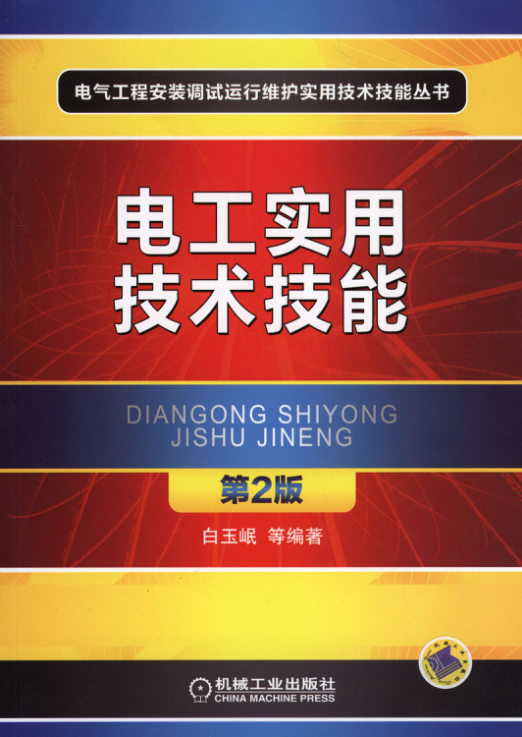 电气工程安装调试运行维护实用技术技能丛书
电工实用
技术技能
DIANGONG SHIYONG
JISHU JINENG
第2版
白玉岷 等编著
机械工业出版社
CHINA MACHINE PRESS